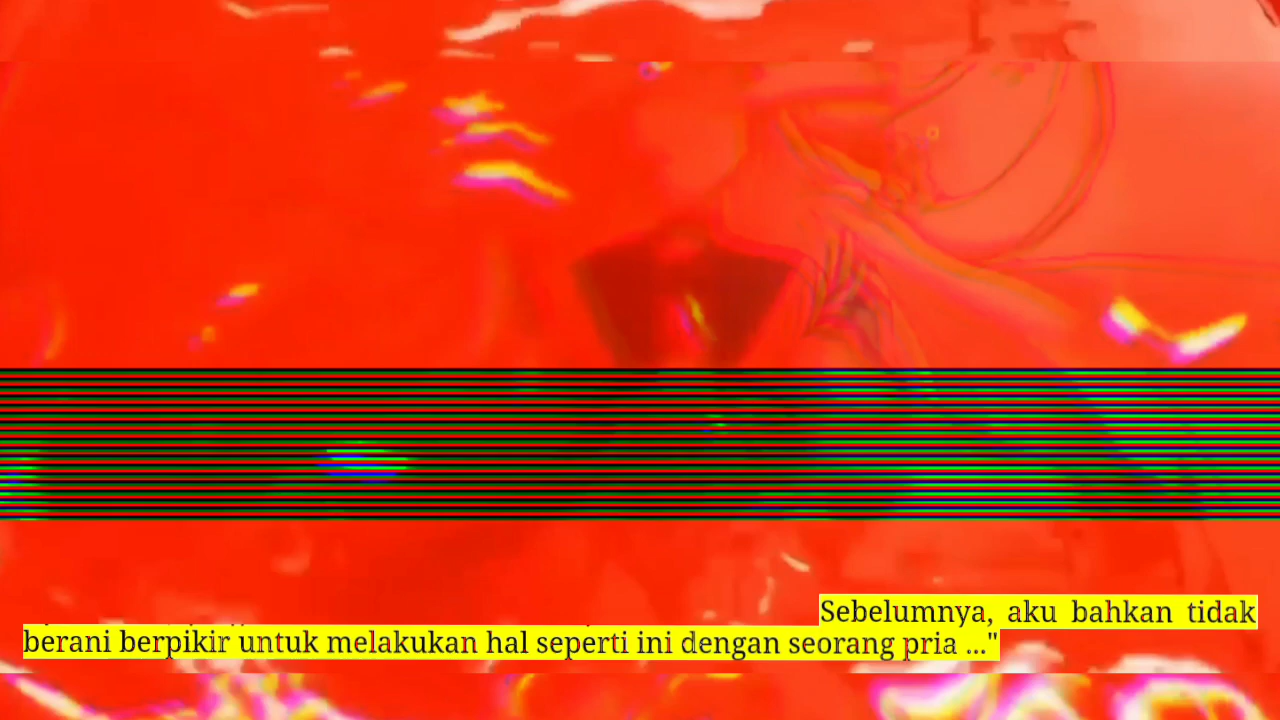 Sebelumnya, aku bahkan tidak
berani berpikir untuk melakukan hal seperti ini dengan seorang pria ..."